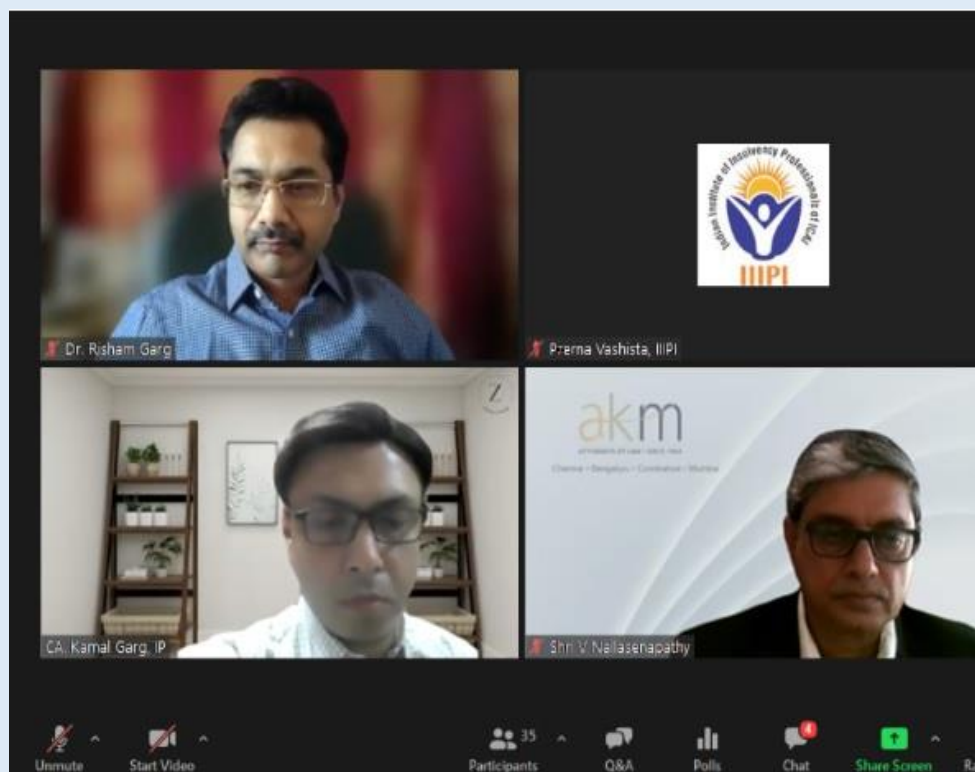 Indian Institute of Insolvency Professionals of ICAI
IIIPI
Dr. Risham Garg
Prerna Vashista, IIIPI
akm
Chennai • Bengaluru • Coimbatore • Mumbai
CA. Kamal Garg, IP
Shri V Nallasenapathy
35
4
Unmute
Start Video
Participants
Q&A
Polls
Chat
Share Screen